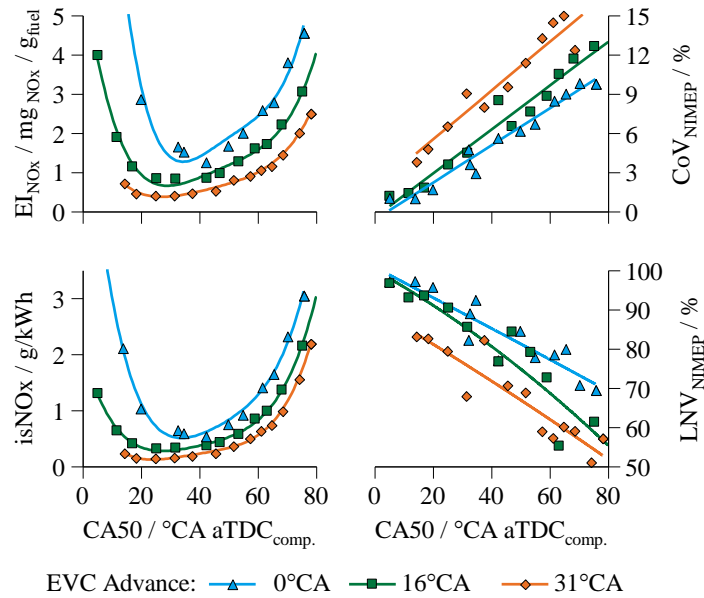 5
4
3
2
1
0
EI_NOx / mg NOx / g_fuel
15
12
9
6
3
0
CoV_NIMEP / %
3
2
1
0
isNOx / g/kWh
100
90
80
70
60
50
LNV_NIMEP / %
0 20 40 60 80
0 20 40 60 80
CA50 / °CA aTDC_comp.
CA50 / °CA aTDC_comp.
EVC Advance: 0°CA 16°CA 31°CA